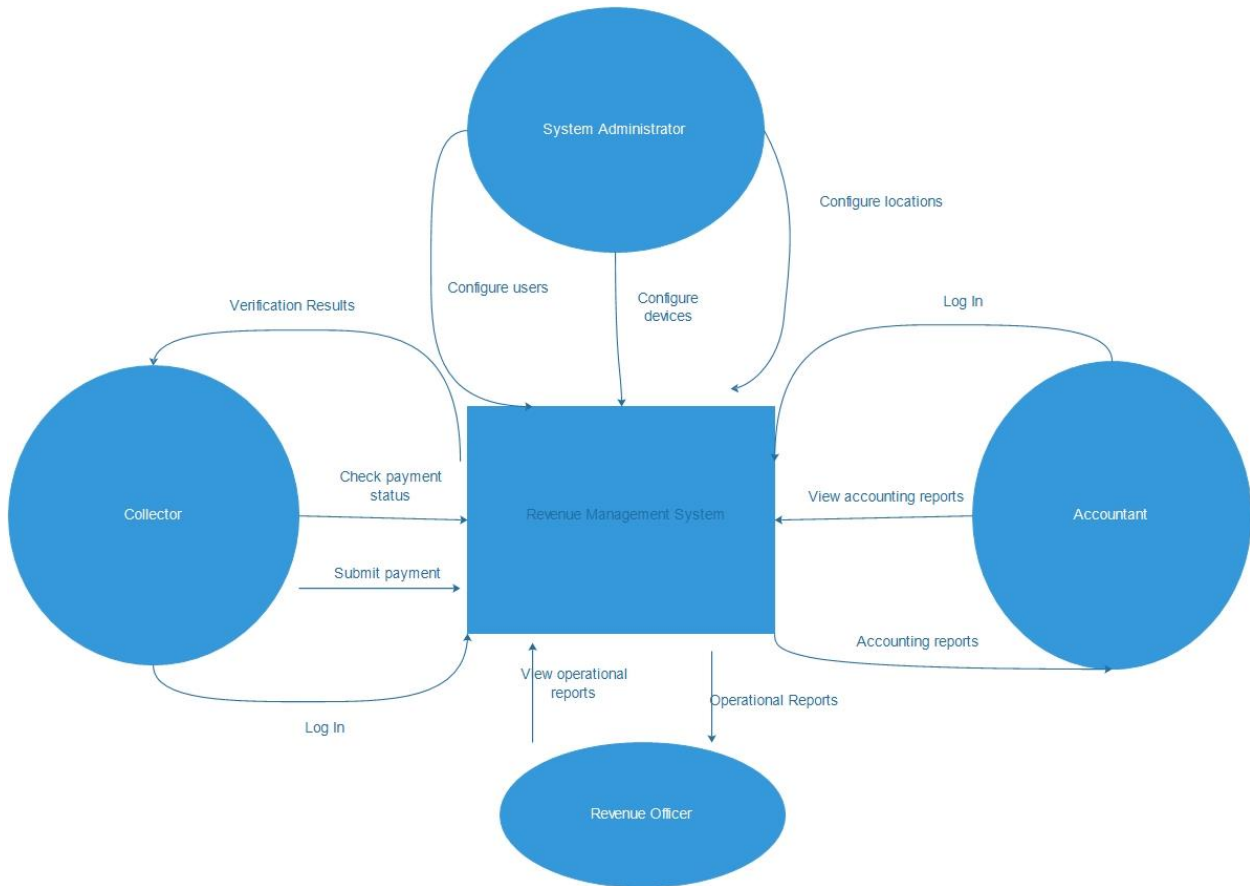 System Administrator
Configure locations
Configure users
Configure
devices
Verification Results
Log In
Check payment
status
Collector
Revenue Management System
View accounting reports
Accountant
Submit payment
Accounting reports
View operational
reports
Operational Reports
Log In
Revenue Officer